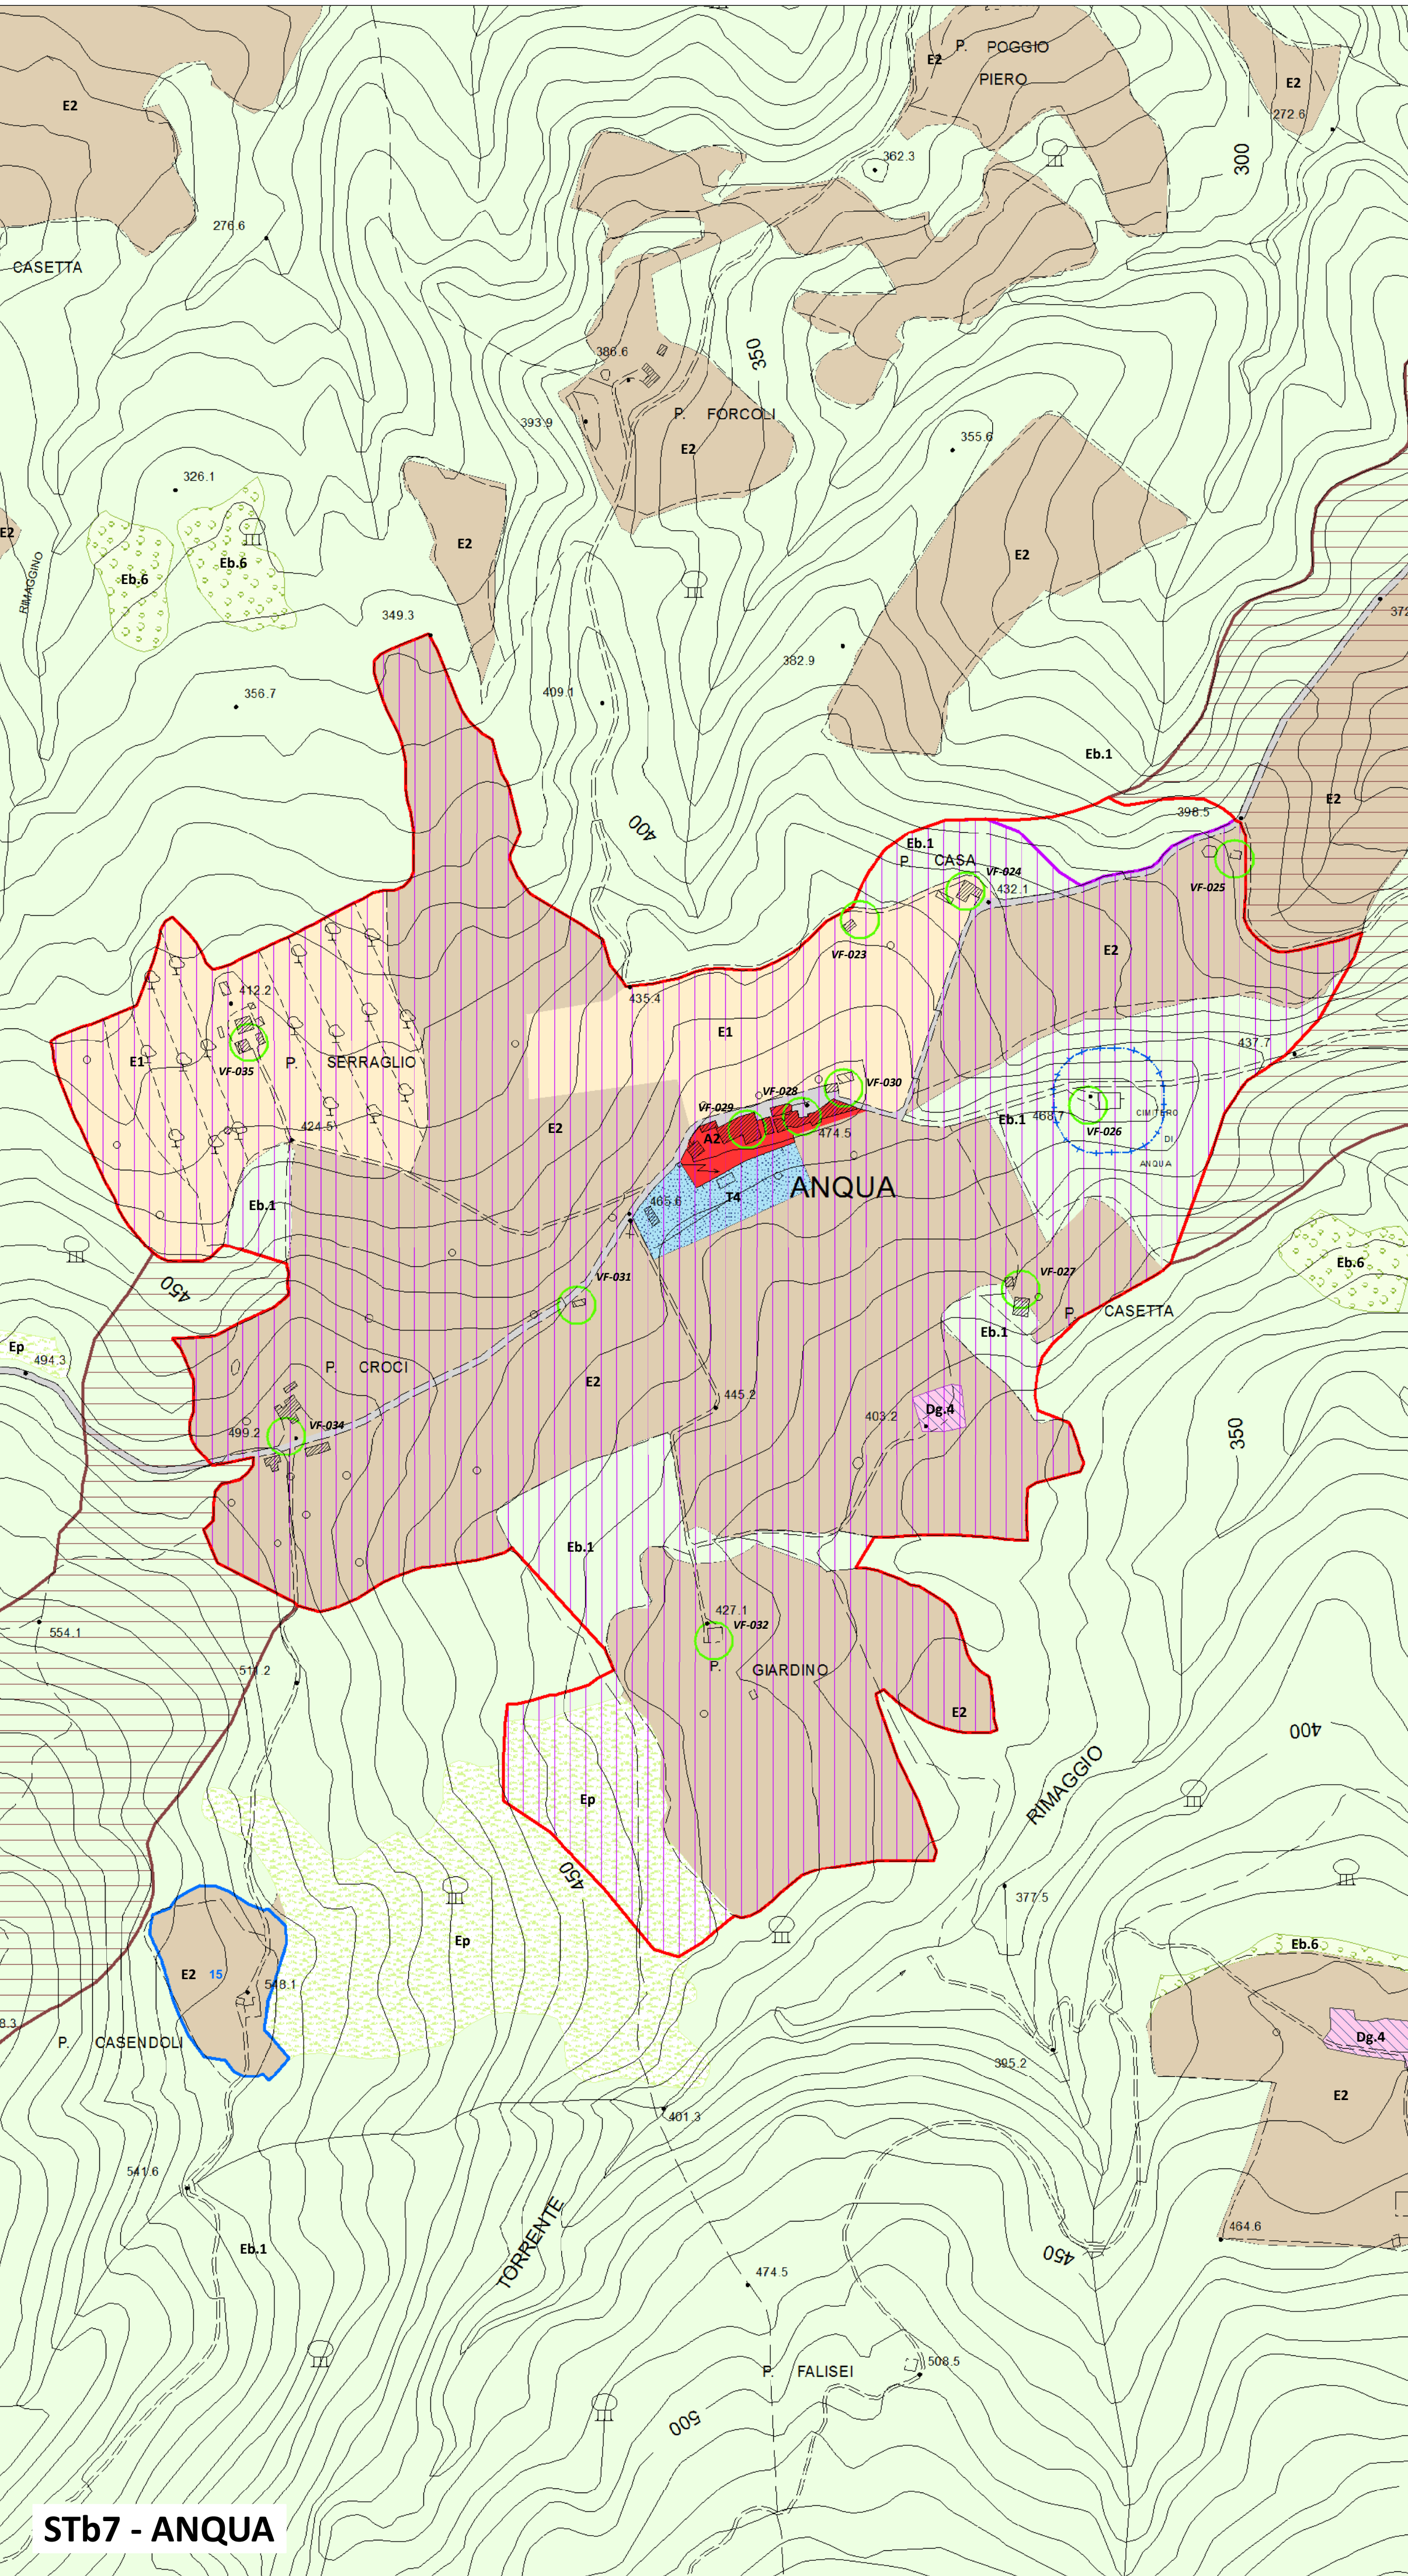 P. POGGIO
PIERO
E2
E2
E2
272.6
362.3
300
276.6
CASETTA
386.6
350
P. FORCOLI
393.9
E2
355.6
326.1
E2
E2
E2
Eb.6
Eb.6
RIMAGGINO
349.3
382.9
356.7
409.1
Eb.1
E2
398.5
400
Eb.1
P. CASA
VF-024
432.1
VF-025
VF-023
E2
412.2
435.4
E1
E1
P. SERRAGLIO
VF-035
437.7
VF-030
VF-028
VF-029
424.5
E2
A2
474.5
Eb.1
468.7
CIMITERO
DI
ANQUA
VF-026
ANQUA
T4
465.6
Eb.1
450
VF-031
VF-027
Eb.6
P. CASETTA
Eb.1
Ep
494.3
P. CROCI
E2
445.2
403.2
Dg.4
VF-034
499.2
350
Eb.1
427.1
VF-032
554.1
P. GIARDINO
511.2
E2
400
RIMAGGIO
Ep
450
377.5
Ep
Eb.6
E2
15
548.1
P. CASENDOLI
8.3
Dg.4
395.2
E2
401.3
541.6
TORRENTE
464.6
Eb.1
450
474.5
P. FALISEI
508.5
500
STb7 - ANQUA